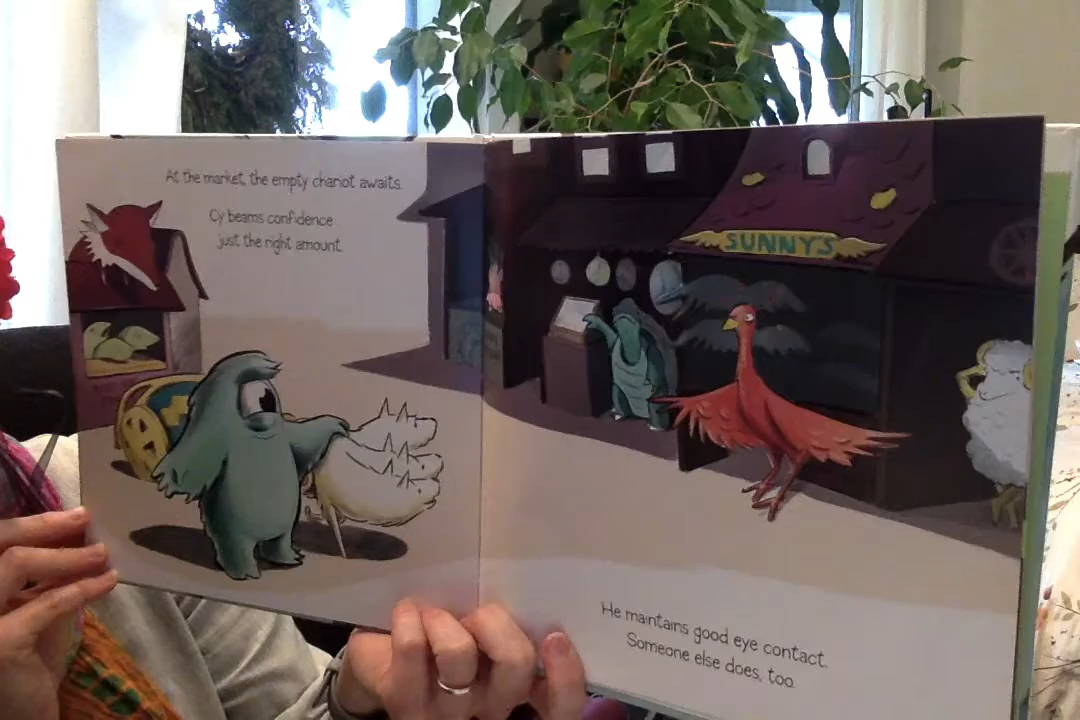 At the market, the empty chariot awaits.
Cy beams confidence
just the right amount.
SUNNY'S
He maintains good eye contact.
Someone else does, too.